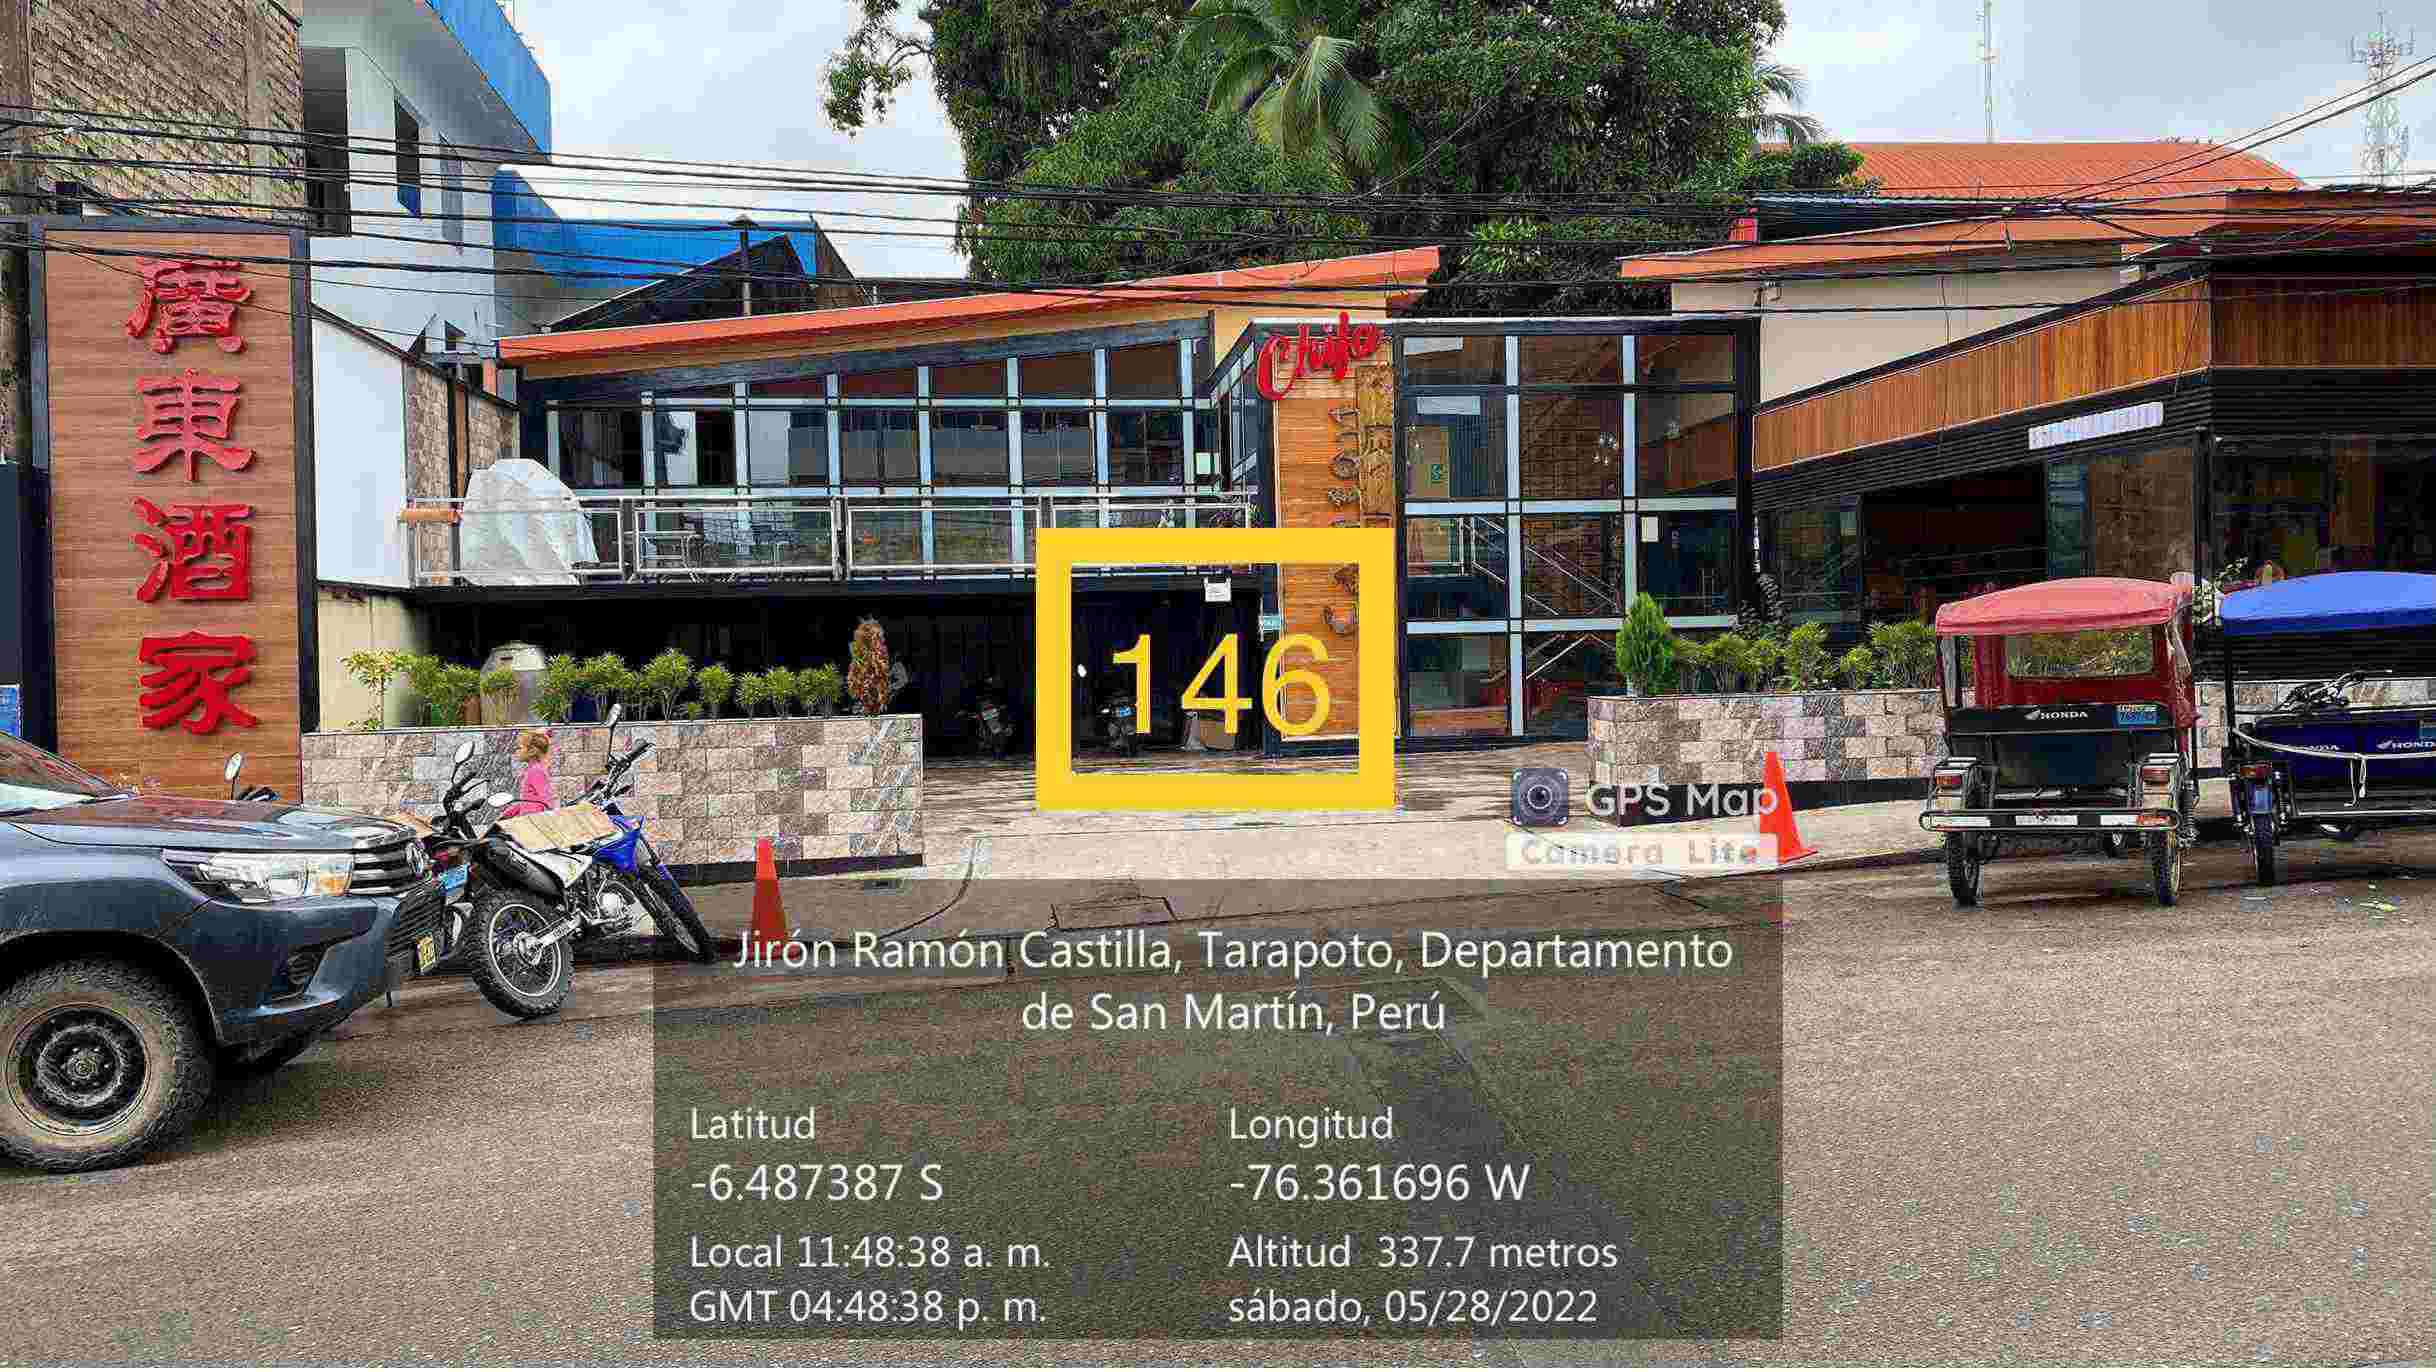 廣東酒家
Chifa
146
HONDA
HONDA
GPS Map
Camera Lite
Jirón Ramón Castilla, Tarapoto, Departamento
de San Martín, Perú
Latitud
-6.487387 S
Longitud
-76.361696 W
Local 11:48:38 a. m.
GMT 04:48:38 p. m.
Altitud 337.7 metros
sábado, 05/28/2022